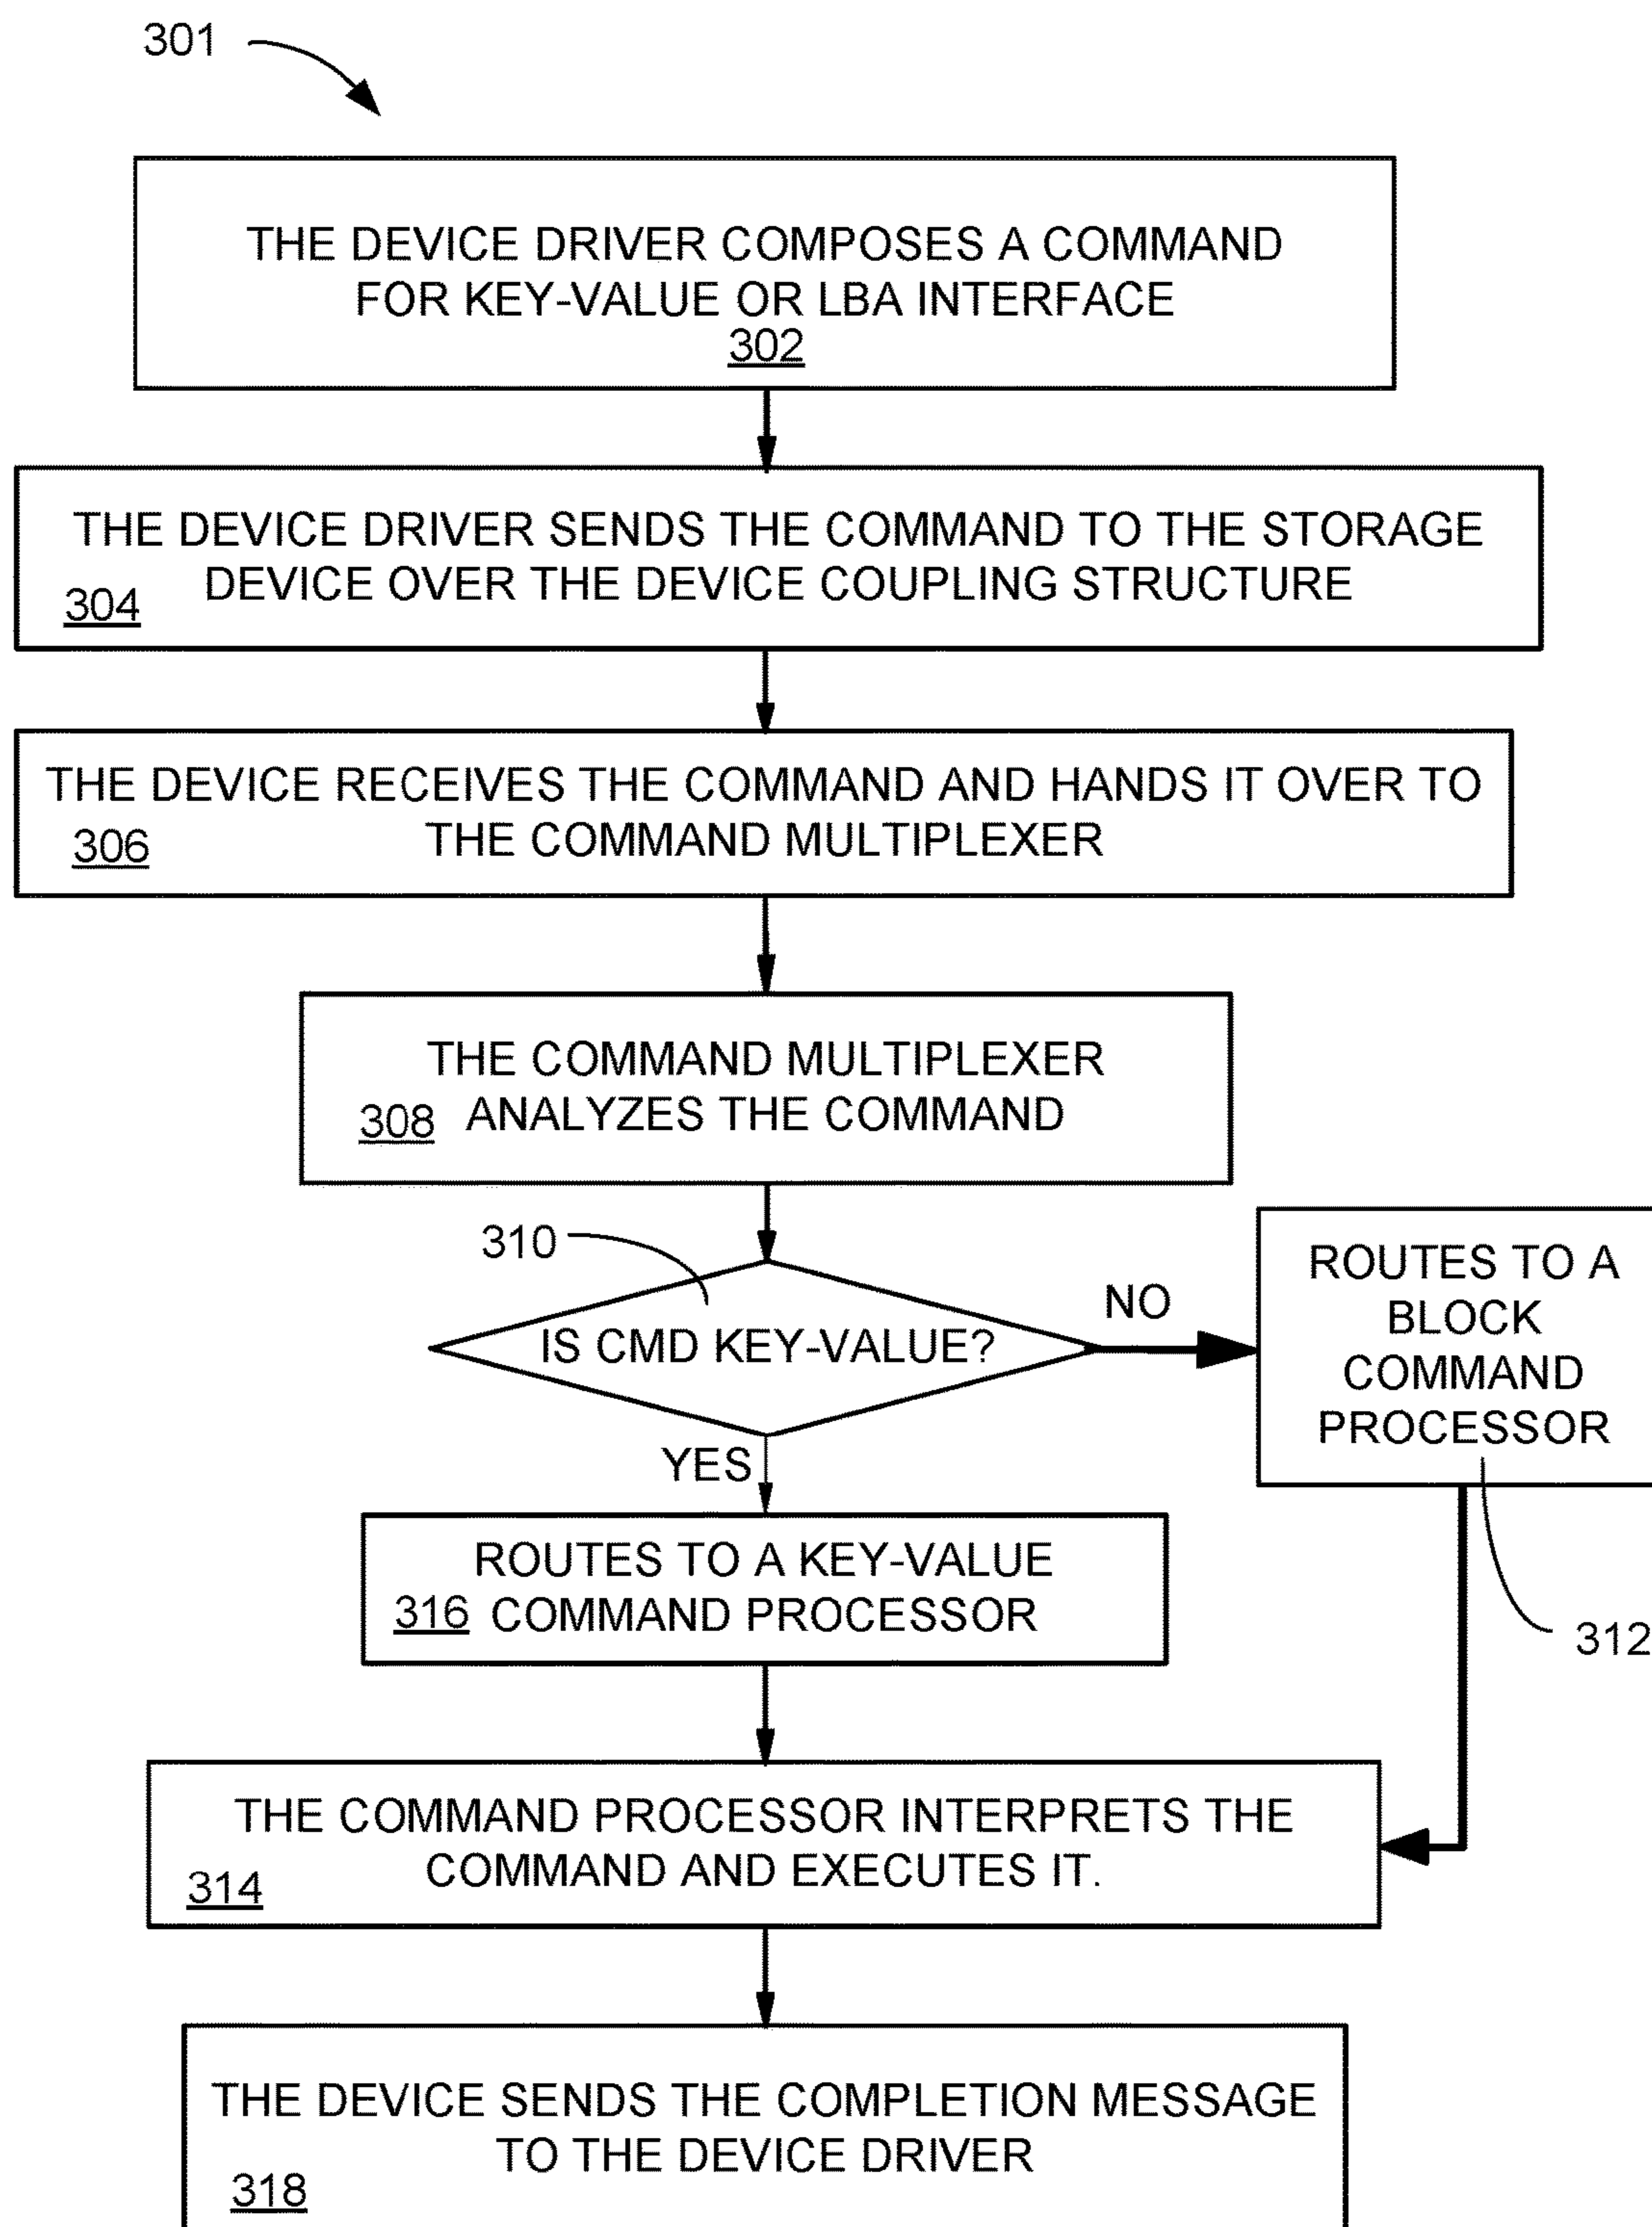 301
THE DEVICE DRIVER COMPOSES A COMMAND
FOR KEY-VALUE OR LBA INTERFACE
302
THE DEVICE DRIVER SENDS THE COMMAND TO THE STORAGE
DEVICE OVER THE DEVICE COUPLING STRUCTURE
304
THE DEVICE RECEIVES THE COMMAND AND HANDS IT OVER TO
THE COMMAND MULTIPLEXER
306
THE COMMAND MULTIPLEXER
ANALYZES THE COMMAND
308
310
IS CMD KEY-VALUE?
NO
ROUTES TO A
BLOCK
COMMAND
PROCESSOR
312
YES
ROUTES TO A KEY-VALUE
COMMAND PROCESSOR
316
THE COMMAND PROCESSOR INTERPRETS THE
COMMAND AND EXECUTES IT.
314
THE DEVICE SENDS THE COMPLETION MESSAGE
TO THE DEVICE DRIVER
318